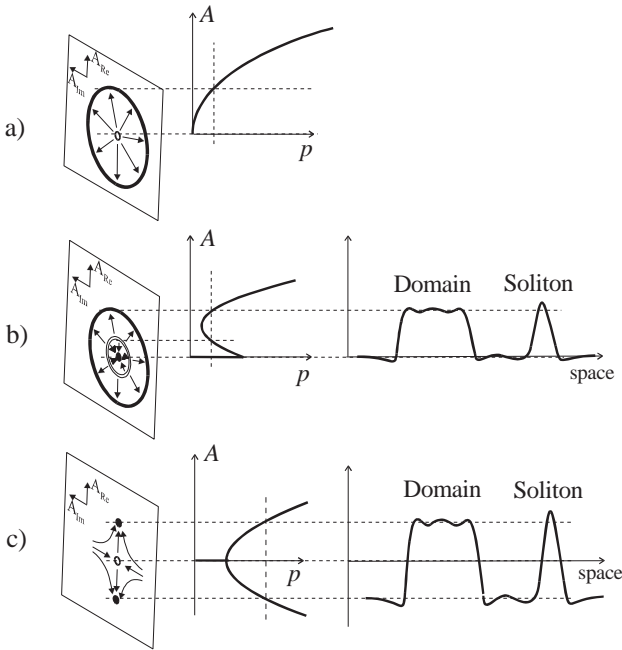 a)
A_Re
A_Im
A
p
b)
A_Re
A_Im
A
p
Domain
Soliton
space
c)
A_Re
A_Im
A
p
Domain
Soliton
space